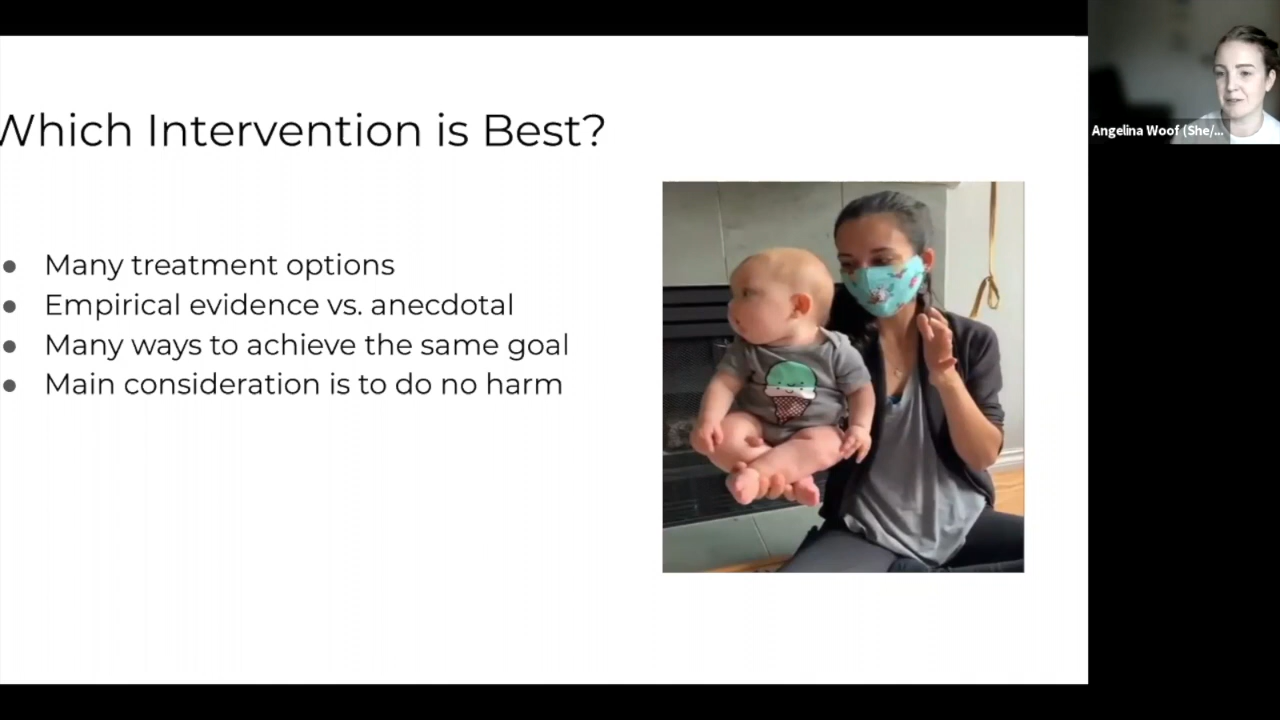 Which Intervention is Best?
● Many treatment options
● Empirical evidence vs. anecdotal
● Many ways to achieve the same goal
● Main consideration is to do no harm
Angelina Woof (She/...